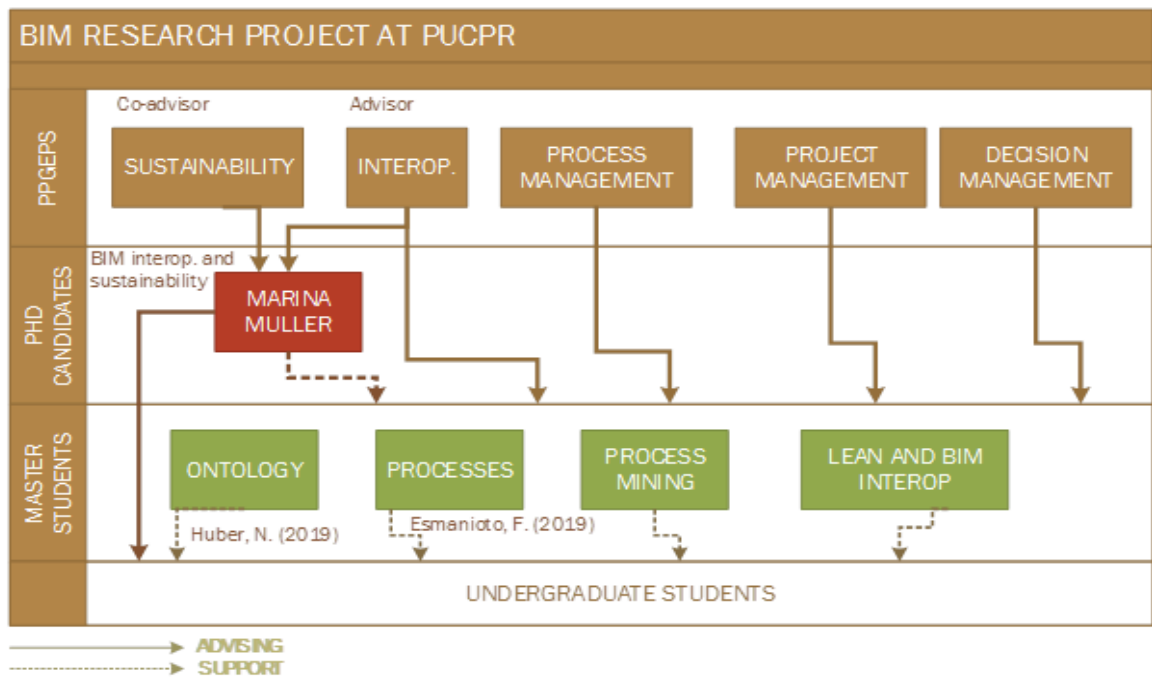 BIM RESEARCH PROJECT AT PUCPR
PPGEPS
Co-advisor
Advisor
SUSTAINABILITY
INTEROP.
PROCESS
MANAGEMENT
PROJECT
MANAGEMENT
DECISION
MANAGEMENT
PHD
CANDIDATES
BIM interop. and
sustainability
MARINA
MULLER
MASTER
STUDENTS
ONTOLOGY
PROCESSES
PROCESS
MINING
LEAN AND BIM
INTEROP
Huber, N. (2019)
Esmanioto, F. (2019)
UNDERGRADUATE STUDENTS
ADVISING
SUPPORT